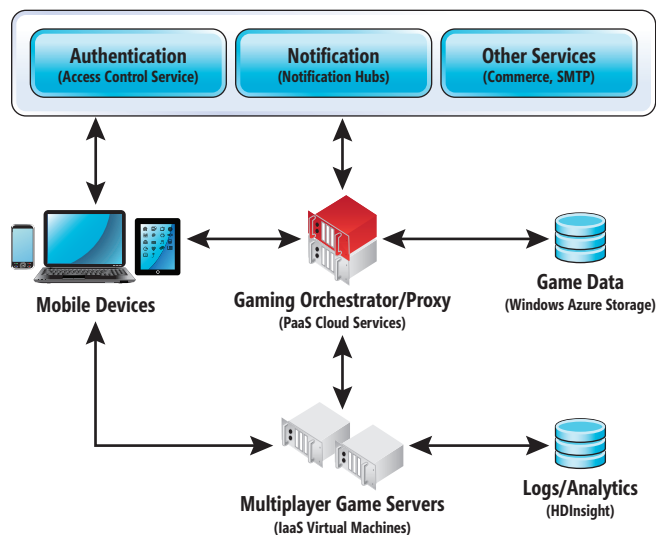 Authentication
(Access Control Service)
Notification
(Notification Hubs)
Other Services
(Commerce, SMTP)
Mobile Devices
Gaming Orchestrator/Proxy
(PaaS Cloud Services)
Game Data
(Windows Azure Storage)
Multiplayer Game Servers
(IaaS Virtual Machines)
Logs/Analytics
(HDInsight)